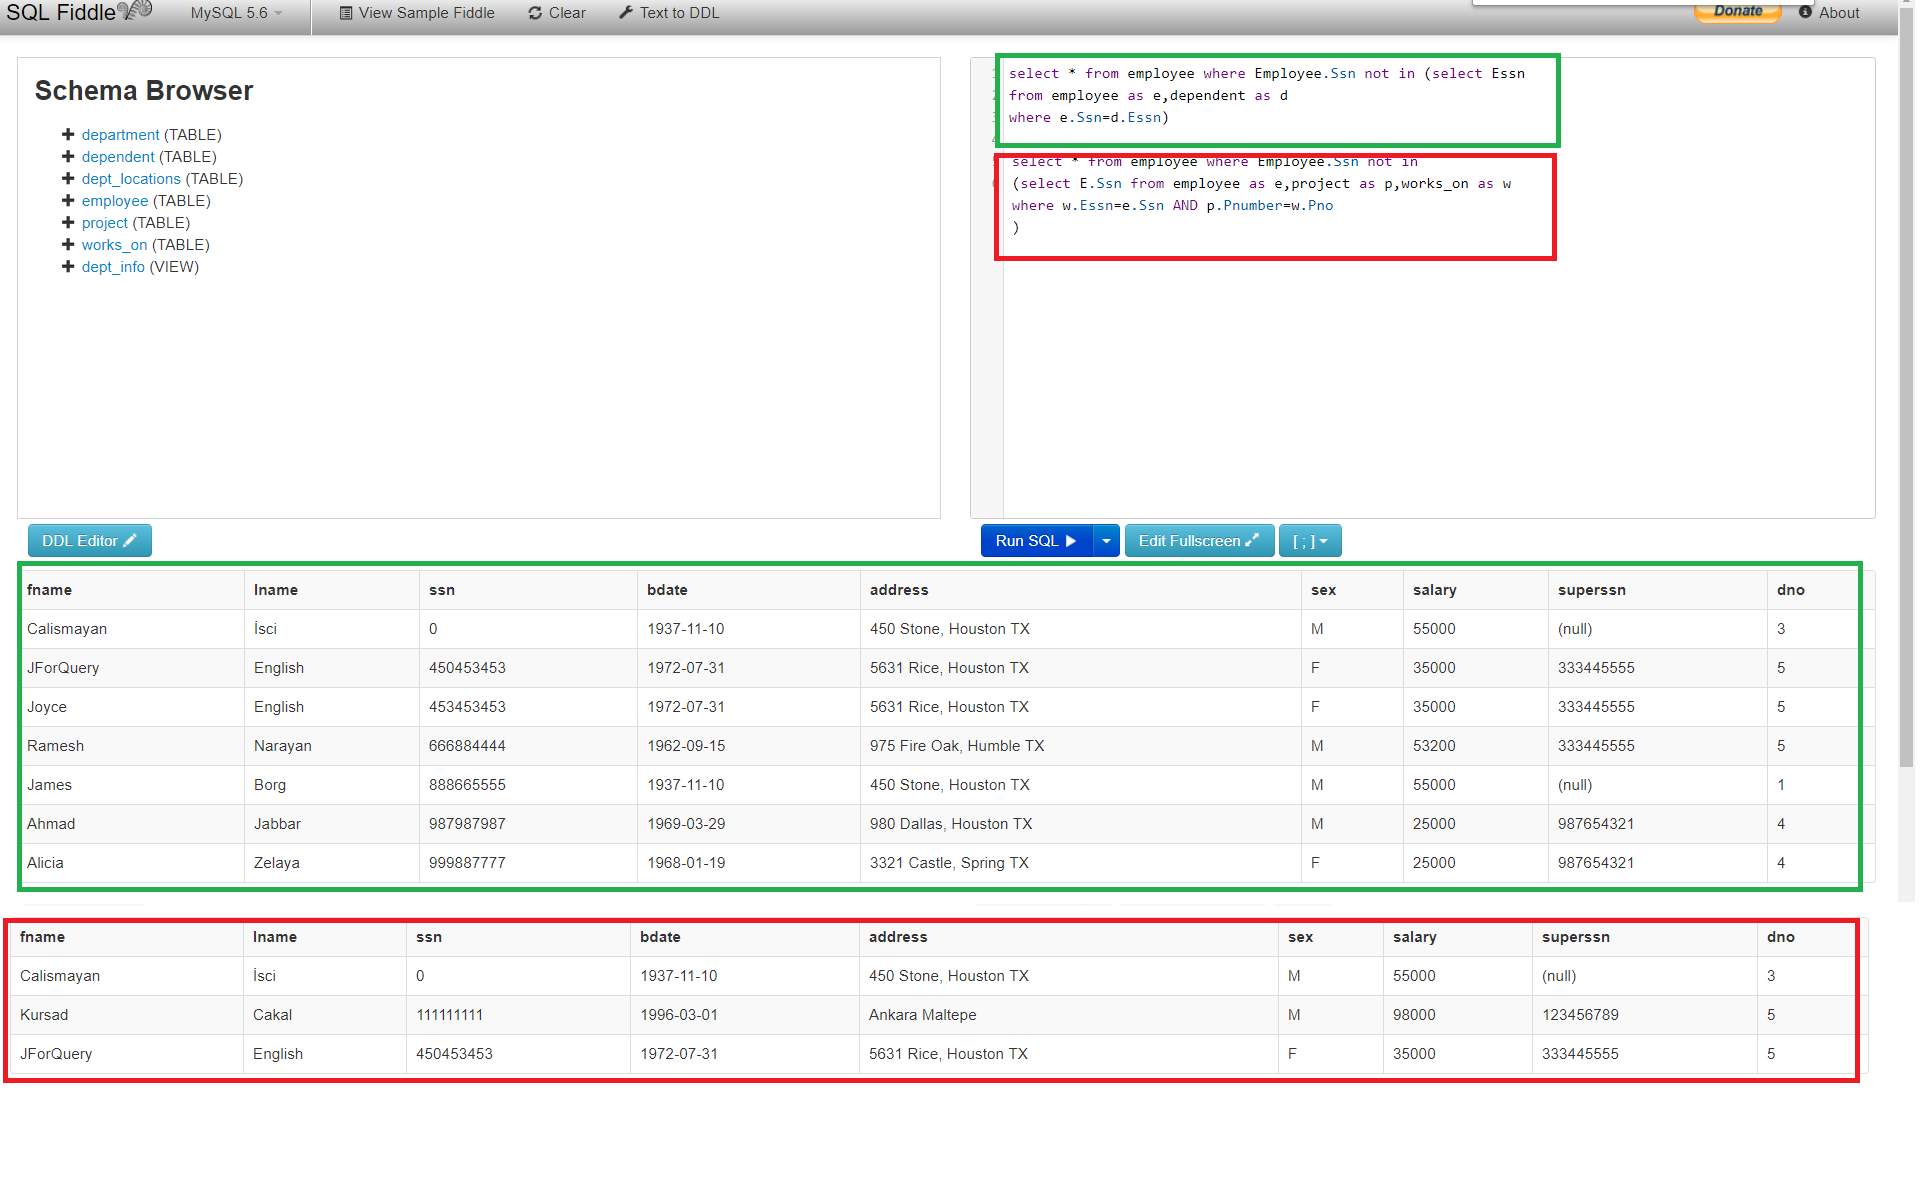 SQL Fiddle
MySQL 5.6
View Sample Fiddle
Clear
Text to DDL
Donate
About
Schema Browser
department (TABLE)
dependent (TABLE)
dept_locations (TABLE)
employee (TABLE)
project (TABLE)
works_on (TABLE)
dept_info (VIEW)
select * from employee where Employee.Ssn not in (select Essn
from employee as e,dependent as d
where e.Ssn=d.Essn)
select * from employee where Employee.Ssn not in
(select E.Ssn from employee as e,project as p,works_on as w
where w.Essn=e.Ssn AND p.Pnumber=w.Pno
)
DDL Editor
Run SQL
Edit Fullscreen
[ ; ]
fname lname ssn bdate address sex salary superssn dno
Calismayan İsci 0 1937-11-10 450 Stone, Houston TX M 55000 (null) 3
JForQuery English 450453453 1972-07-31 5631 Rice, Houston TX F 35000 333445555 5
Joyce English 453453453 1972-07-31 5631 Rice, Houston TX F 35000 333445555 5
Ramesh Narayan 666884444 1962-09-15 975 Fire Oak, Humble TX M 53200 333445555 5
James Borg 888665555 1937-11-10 450 Stone, Houston TX M 55000 (null) 1
Ahmad Jabbar 987987987 1969-03-29 980 Dallas, Houston TX M 25000 987654321 4
Alicia Zelaya 999887777 1968-01-19 3321 Castle, Spring TX F 25000 987654321 4
fname lname ssn bdate address sex salary superssn dno
Calismayan İsci 0 1937-11-10 450 Stone, Houston TX M 55000 (null) 3
Kursad Cakal 111111111 1996-03-01 Ankara Maltepe M 98000 123456789 5
JForQuery English 450453453 1972-07-31 5631 Rice, Houston TX F 35000 333445555 5